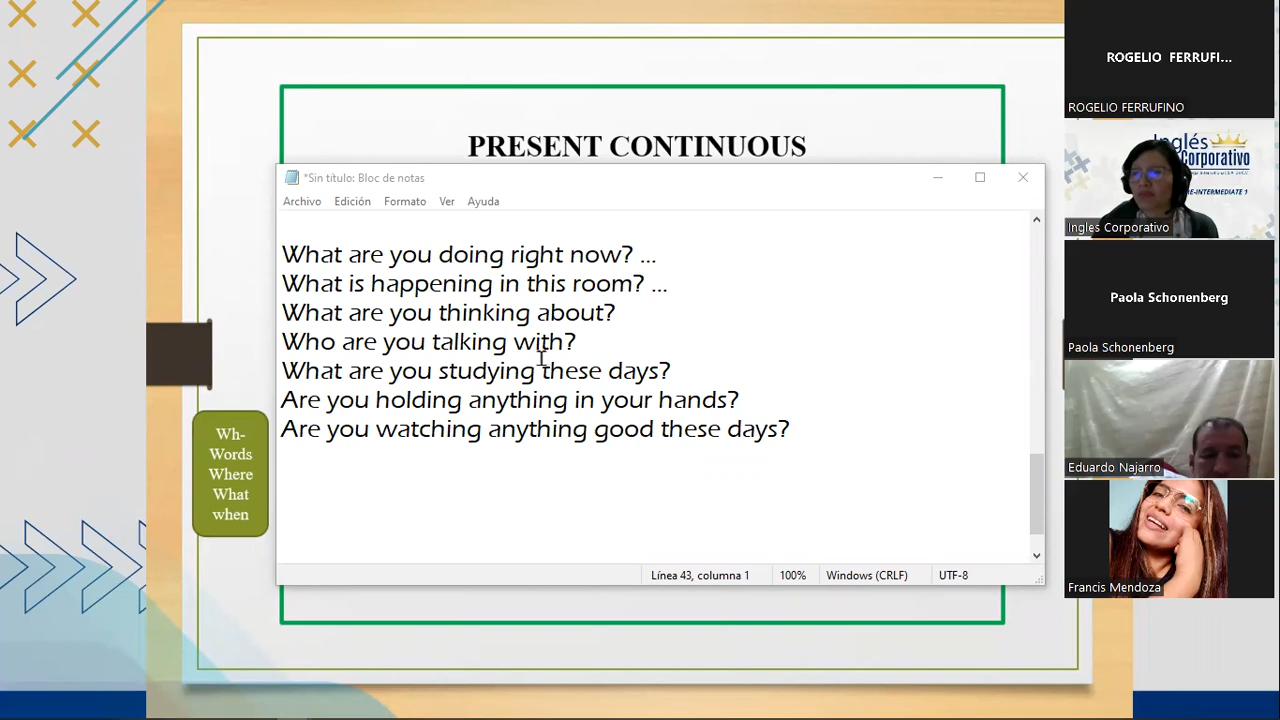 PRESENT CONTINUOUS
*Sin título: Bloc de notas
Archivo Edición Formato Ver Ayuda
What are you doing right now? ...
What is happening in this room? ...
What are you thinking about?
Who are you talking with?
What are you studying these days?
Are you holding anything in your hands?
Are you watching anything good these days?
Línea 43, columna 1 100% Windows (CRLF) UTF-8
Wh-
Words
Where
What
when
ROGELIO FERRUFI...
ROGELIO FERRUFINO
Inglés
Corporativo
RE-INTERMEDIATE 1
Ingles Corporativo
Paola Schonenberg
Paola Schonenberg
Eduardo Najarro
Francis Mendoza